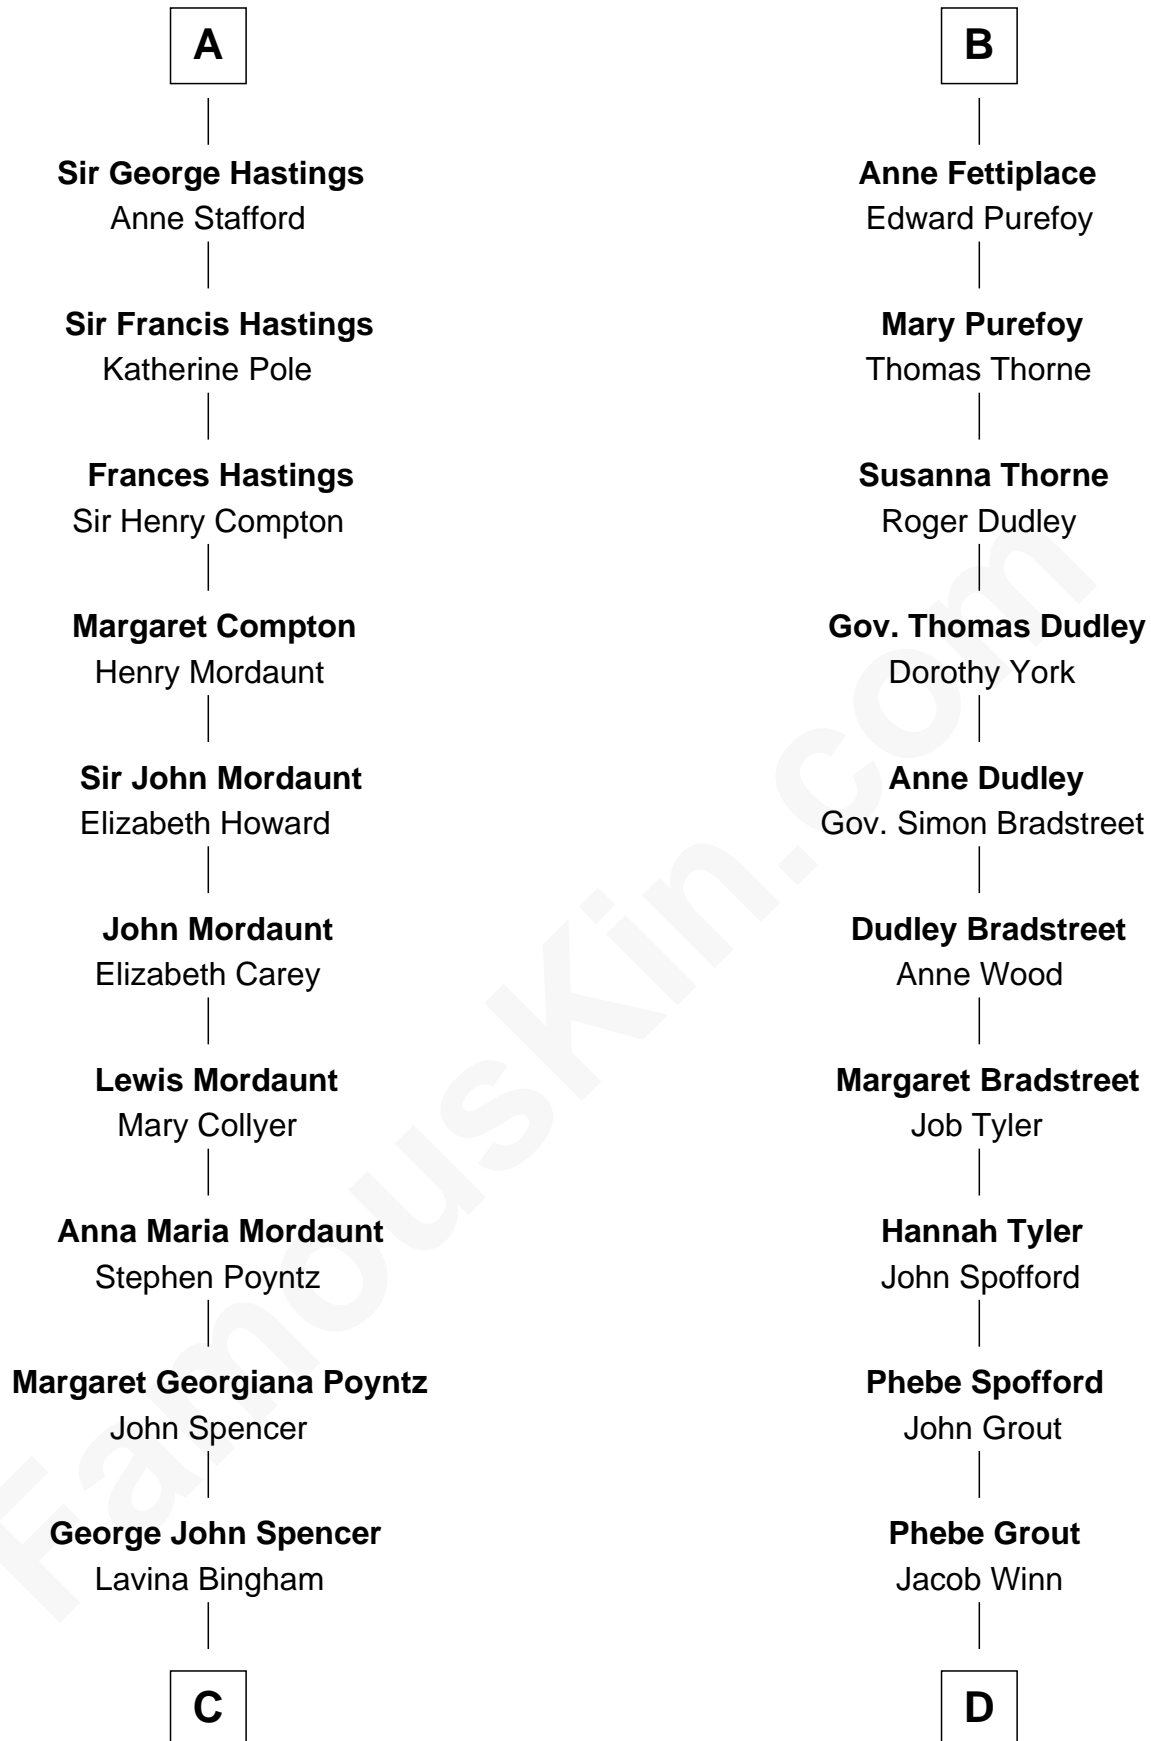 A
Sir George Hastings
Anne Stafford
Sir Francis Hastings
Katherine Pole
Frances Hastings
Sir Henry Compton
Margaret Compton
Henry Mordaunt
Sir John Mordaunt
Elizabeth Howard
John Mordaunt
Elizabeth Carey
Lewis Mordaunt
Mary Collyer
Anna Maria Mordaunt
Stephen Poyntz
Margaret Georgiana Poyntz
John Spencer
George John Spencer
Lavina Bingham
C
B
Anne Fettiplace
Edward Purefoy
Mary Purefoy
Thomas Thorne
Susanna Thorne
Roger Dudley
Gov. Thomas Dudley
Dorothy York
Anne Dudley
Gov. Simon Bradstreet
Dudley Bradstreet
Anne Wood
Margaret Bradstreet
Job Tyler
Hannah Tyler
John Spofford
Phebe Spofford
John Grout
Phebe Grout
Jacob Winn
D
FamousKin.com